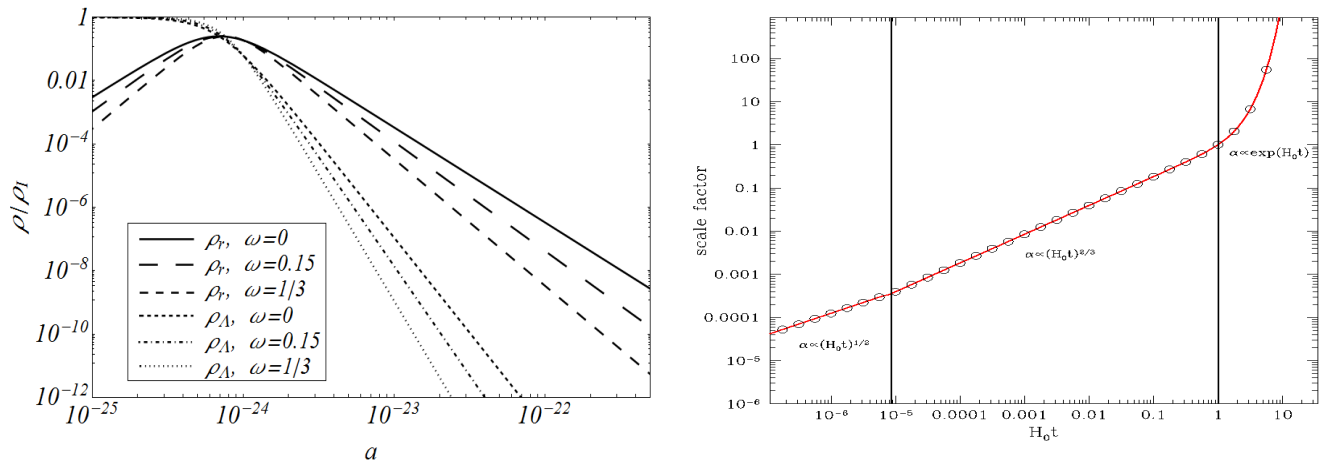 1
0.01
10^-4
10^-6
10^-8
10^-10
10^-12
ρ/ρ_I
ρ_r, ω=0
ρ_r, ω=0.15
ρ_r, ω=1/3
ρ_Λ, ω=0
ρ_Λ, ω=0.15
ρ_Λ, ω=1/3
10^-25
10^-24
10^-23
10^-22
a
100
10
1
0.1
0.01
0.001
0.0001
10^-5
10^-6
scale factor
α∝exp(H_0t)
α∝(H_0t)^2/3
α∝(H_0t)^1/2
10^-6
10^-5
0.0001
0.001
0.01
0.1
1
10
H_0t